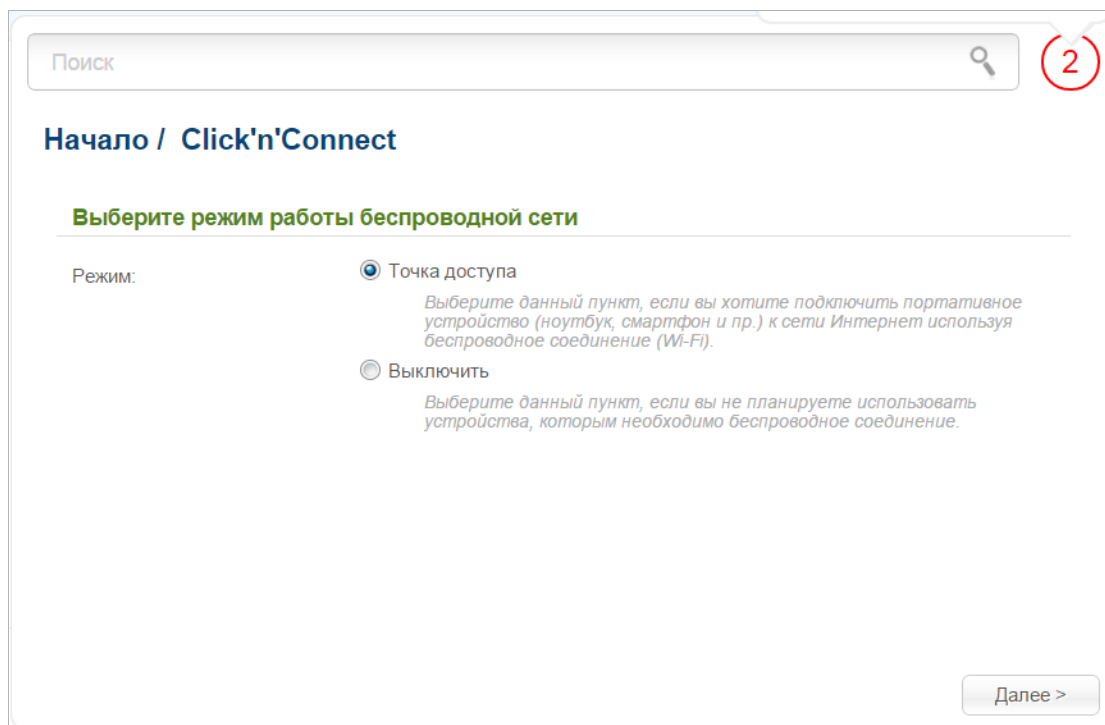 Поиск
2
Начало / Click'n'Connect
Выберите режим работы беспроводной сети
Режим:
Точка доступа
Выберите данный пункт, если вы хотите подключить портативное
устройство (ноутбук, смартфон и пр.) к сети Интернет используя
беспроводное соединение (Wi-Fi).
Выключить
Выберите данный пункт, если вы не планируете использовать
устройства, которым необходимо беспроводное соединение.
Далее >